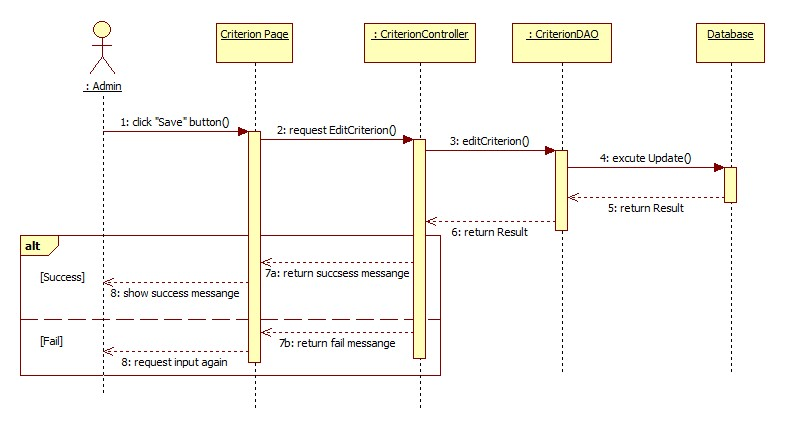 Criterion Page
: CriterionController
: CriterionDAO
Database
: Admin
1: click "Save" button()
2: request EditCriterion()
3: editCriterion()
4: excute Update()
5: return Result
6: return Result
alt
[Success]
7a: return succsess messange
8: show success messange
[Fail]
7b: return fail messange
8: request input again